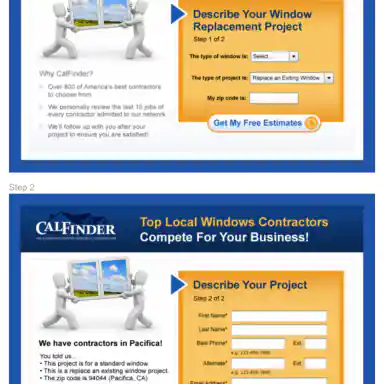 Describe Your Window
Replacement Project
Step 1 of 2
The type of window is: Select...
The type of project is: Replace an Exiting Window
My zip code is:
Get My Free Estimates
Why CalFinder?
Over 800 of America's best contractors
to choose from
We personally review the last 10 jobs of
every contractor admitted to our network
We'll follow up with you after your
project to ensure you are satisfied!
Step 2
CALFINDER
Top Local Windows Contractors
Compete For Your Business!
Describe Your Project
Step 2 of 2
First Name*
Last Name*
Best Phone* Ext
e.g. 123-456-7890
Alternate* Ext
e.g. 123-456-7890
Email Address*
We have contractors in Pacifica!
You told us...
• This project is for a standard window
• This is a replace an existing window project
• The zip code is 94044 (Pacifica, CA)